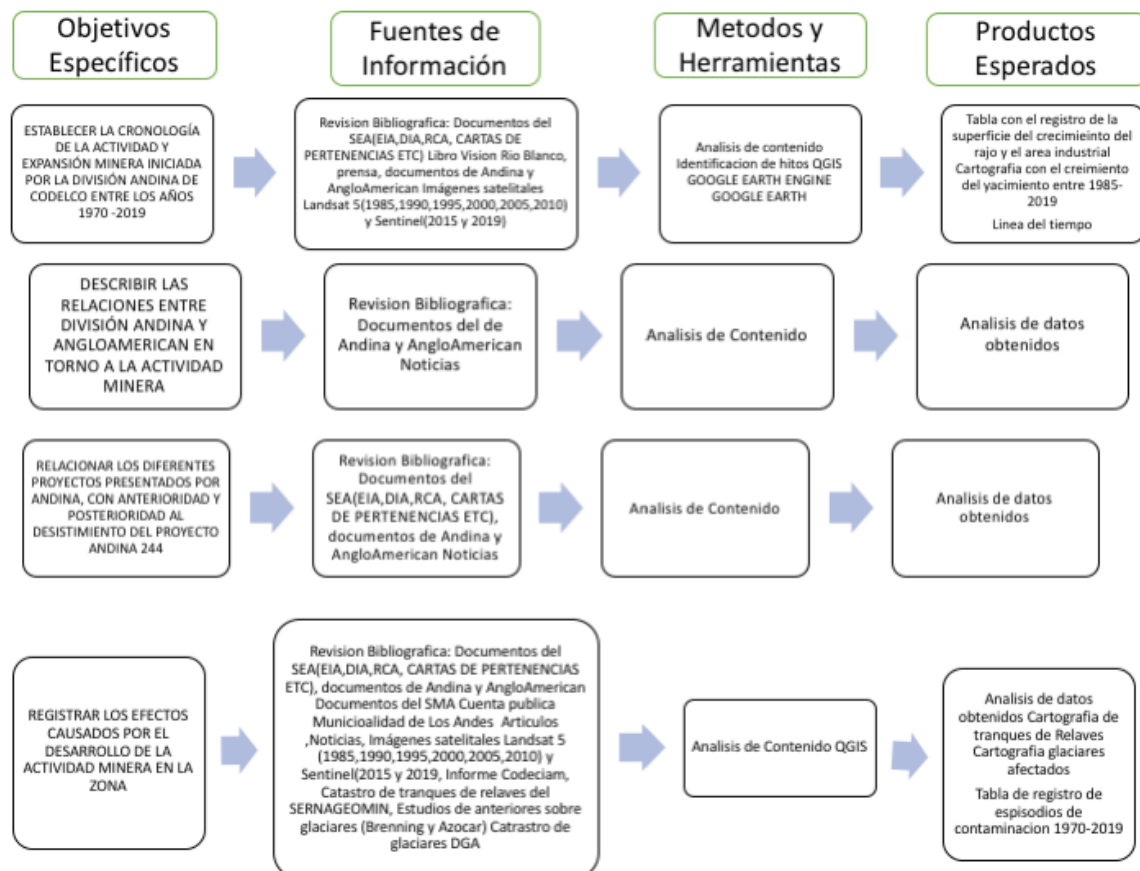 Objetivos
Específicos
Fuentes de
Información
Metodos y
Herramientas
Productos
Esperados
ESTABLECER LA CRONOLOGÍA
DE LA ACTIVIDAD Y
EXPANSIÓN MINERA INICIADA
POR LA DIVISIÓN ANDINA DE
CODELCO ENTRE LOS AÑOS
1970 -2019
Revision Bibliografica: Documentos del
SEA(EIA,DIA,RCA, CARTAS DE
PERTENENCIAS ETC) Libro Vision Rio Blanco,
prensa, documentos de Andina y
AngloAmerican Imágenes satelitales
Landsat 5(1985,1990,1995,2000,2005,2010)
y Sentinel(2015 y 2019)
Analisis de contenido
Identificacion de hitos QGIS
GOOGLE EARTH ENGINE
GOOGLE EARTH
Tabla con el registro de la
superficie del crecimieinto del
rajo y el area industrial
Cartografia con el creimiento
del yacimiento entre 1985-
2019
Linea del tiempo
DESCRIBIR LAS
RELACIONES ENTRE
DIVISIÓN ANDINA Y
ANGLOAMERICAN EN
TORNO A LA ACTIVIDAD
MINERA
Revision Bibliografica:
Documentos del de
Andina y AngloAmerican
Noticias
Analisis de Contenido
Analisis de datos
obtenidos
RELACIONAR LOS DIFERENTES
PROYECTOS PRESENTADOS POR
ANDINA, CON ANTERIORIDAD Y
POSTERIORIDAD AL
DESISTIMIENTO DEL PROYECTO
ANDINA 244
Revision Bibliografica:
Documentos del
SEA(EIA,DIA,RCA, CARTAS
DE PERTENENCIAS ETC),
documentos de Andina y
AngloAmerican Noticias
Analisis de Contenido
Analisis de datos
obtenidos
REGISTRAR LOS EFECTOS
CAUSADOS POR EL
DESARROLLO DE LA
ACTIVIDAD MINERA EN LA
ZONA
Revision Bibliografica: Documentos del
SEA(EIA,DIA,RCA, CARTAS DE PERTENENCIAS
ETC), documentos de Andina y AngloAmerican
Documentos del SMA Cuenta publica
Municioalidad de Los Andes Articulos
,Noticias, Imágenes satelitales Landsat 5
(1985,1990,1995,2000,2005,2010) y
Sentinel(2015 y 2019, Informe Codeciam,
Catastro de tranques de relaves del
SERNAGEOMIN, Estudios de anteriores sobre
glaciares (Brenning y Azocar) Catrastro de
glaciares DGA
Analisis de Contenido QGIS
Analisis de datos
obtenidos Cartografia de
tranques de Relaves
Cartografia glaciares
afectados
Tabla de registro de
espisodios de
contaminacion 1970-2019